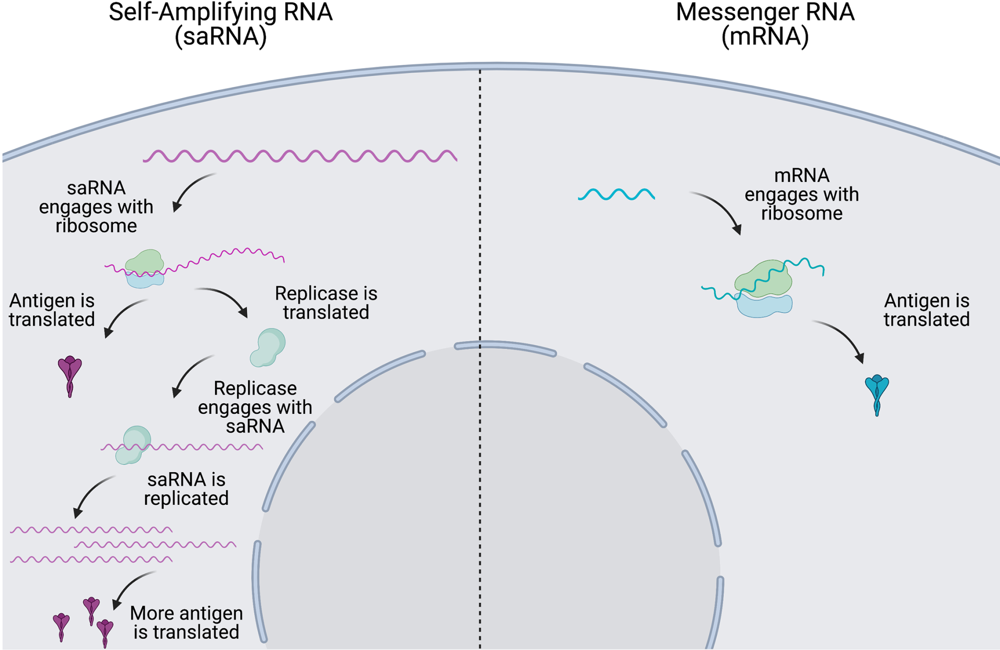 Self-Amplifying RNA
(saRNA)
Messenger RNA
(mRNA)
saRNA
engages with
ribosome
Antigen is
translated
Replicase is
translated
Replicase
engages with
saRNA
saRNA is
replicated
More antigen
is translated
mRNA
engages with
ribosome
Antigen is
translated